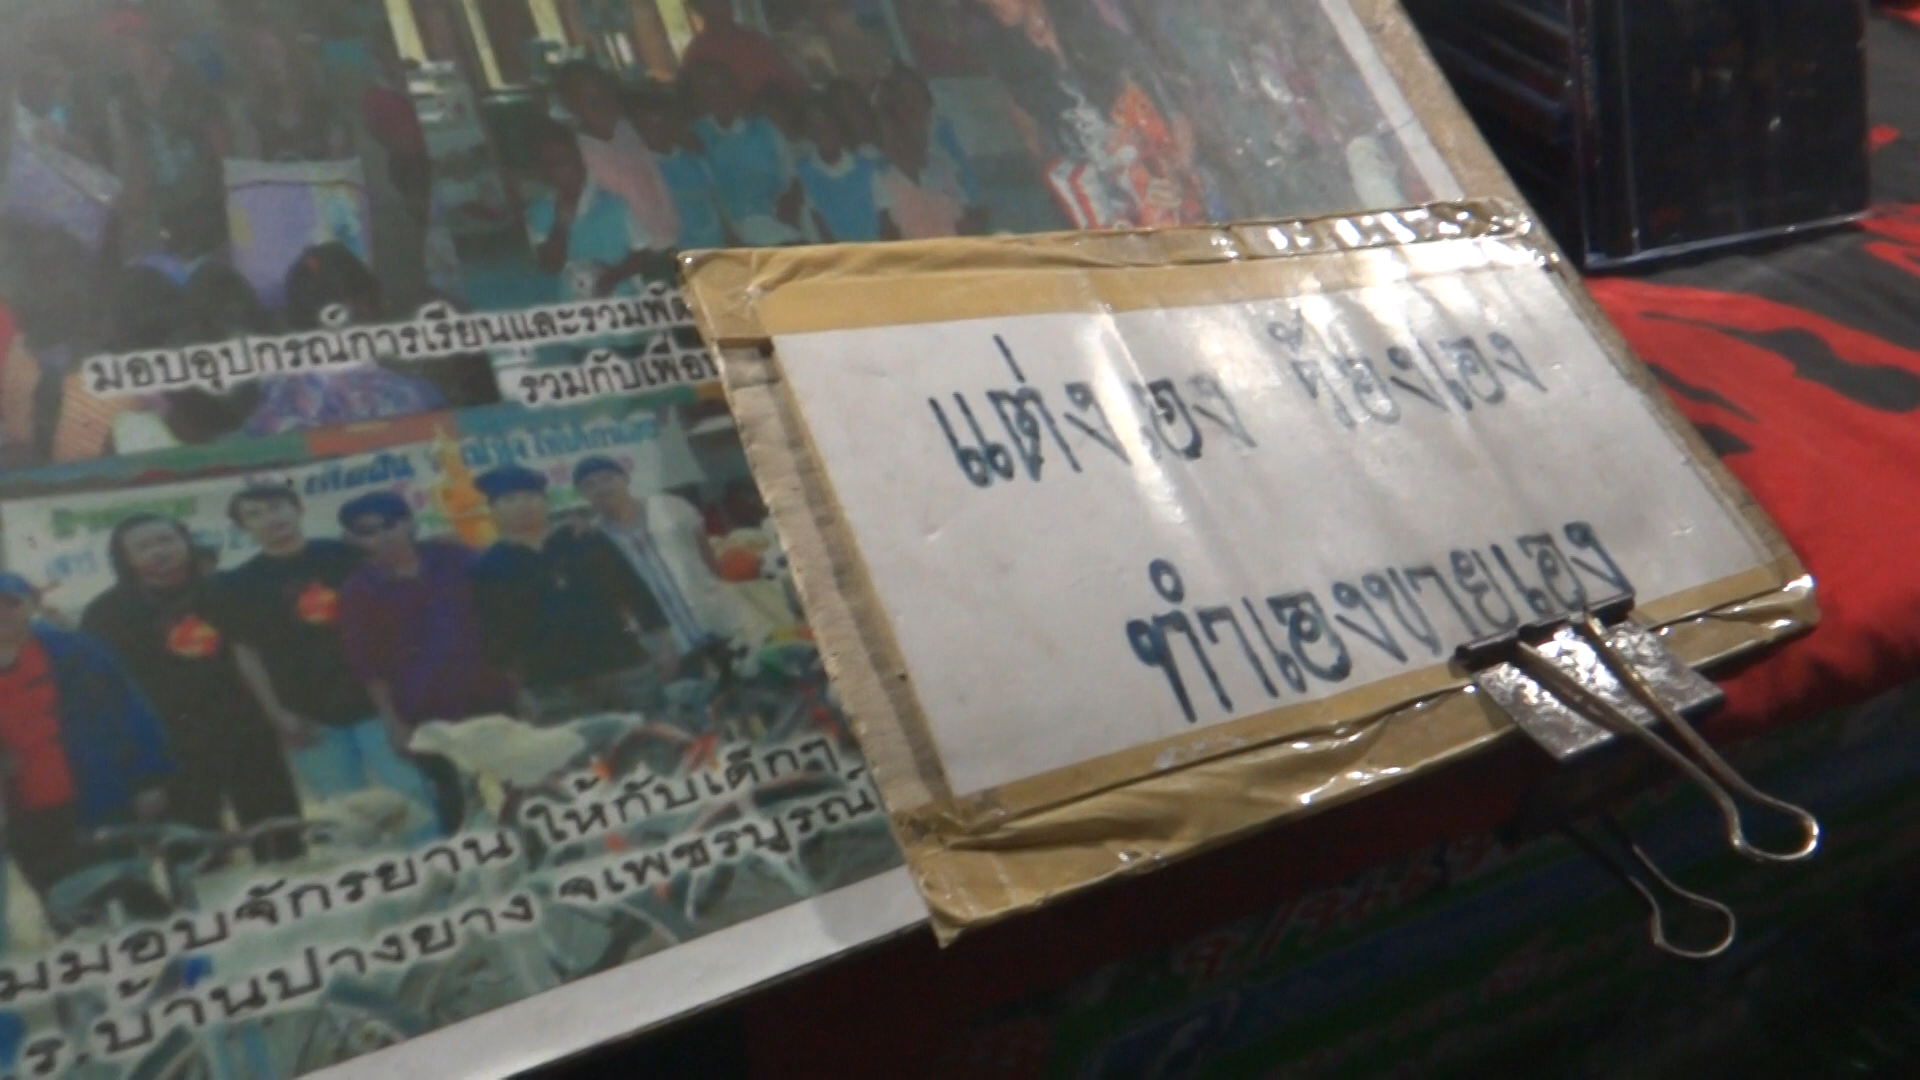 มอบอุปกรณ์การเรียนและรวมพัฒ
รวมกับเพื่อน
แต่งเอง ร้องเอง
ทำเองขายเอง
มมอบจักรยาน ให้กับเด็กๆ
ร.บ้านปางยาง จ.เพชรบูรณ์